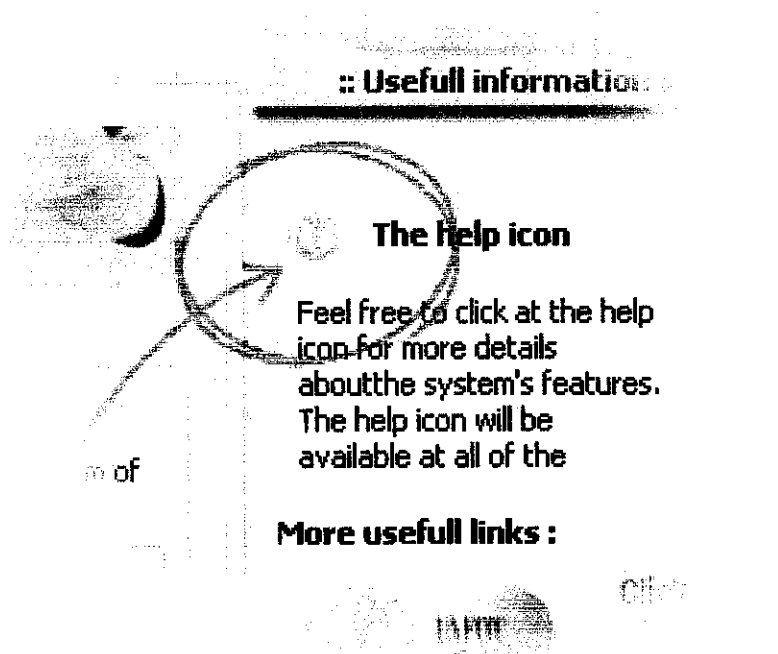 :: Usefull information
The help icon
Feel free to click at the help
icon for more details
aboutthe system's features.
The help icon will be
available at all of the
of
More usefull links :